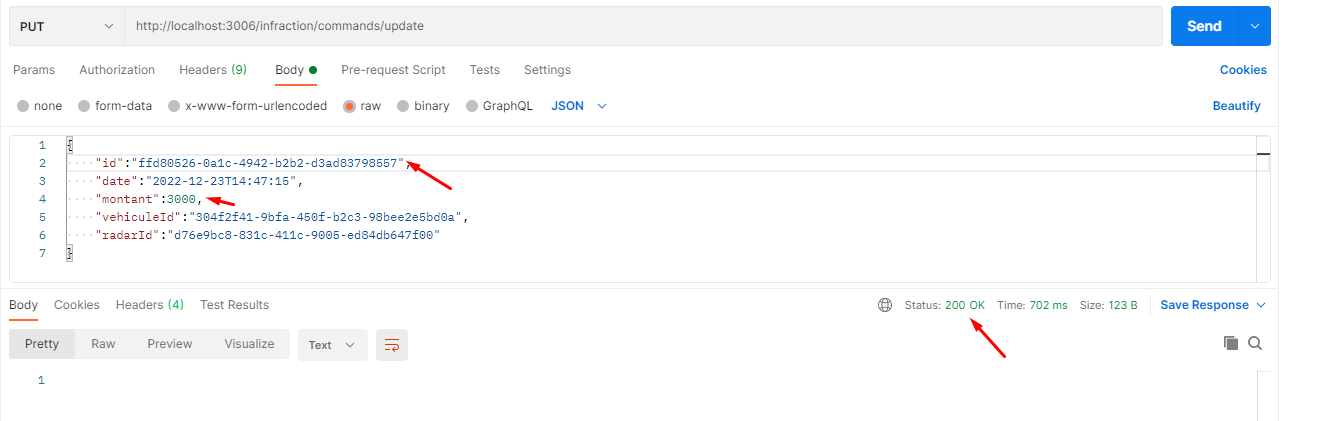 PUT http://localhost:3006/infraction/commands/update Send
Params Authorization Headers (9) Body Pre-request Script Tests Settings Cookies
none form-data x-www-form-urlencoded raw binary GraphQL JSON Beautify
1 {
2 ····"id":"ffd80526-0a1c-4942-b2b2-d3ad83798557",
3 ····"date":"2022-12-23T14:47:15",
4 ····"montant":3000,
5 ····"vehiculeId":"304f2f41-9bfa-450f-b2c3-98bee2e5bd0a",
6 ····"radarId":"d76e9bc8-831c-411c-9005-ed84db647f00"
7 }
Body Cookies Headers (4) Test Results Status: 200 OK Time: 702 ms Size: 123 B Save Response
Pretty Raw Preview Visualize Text
1